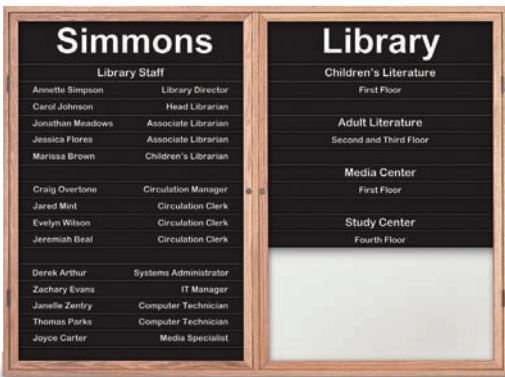 Simmons
Library Staff
Annette Simpson Library Director
Carol Johnson Head Librarian
Jonathan Meadows Associate Librarian
Jessica Flores Associate Librarian
Marissa Brown Children's Librarian
Craig Overtone Circulation Manager
Jared Mint Circulation Clerk
Evelyn Wilson Circulation Clerk
Jeremiah Beal Circulation Clerk
Derek Arthur Systems Administrator
Zachary Evans IT Manager
Janelle Zentry Computer Technician
Thomas Parks Computer Technician
Joyce Carter Media Specialist
Library
Children's Literature
First Floor
Adult Literature
Second and Third Floor
Media Center
First Floor
Study Center
Fourth Floor